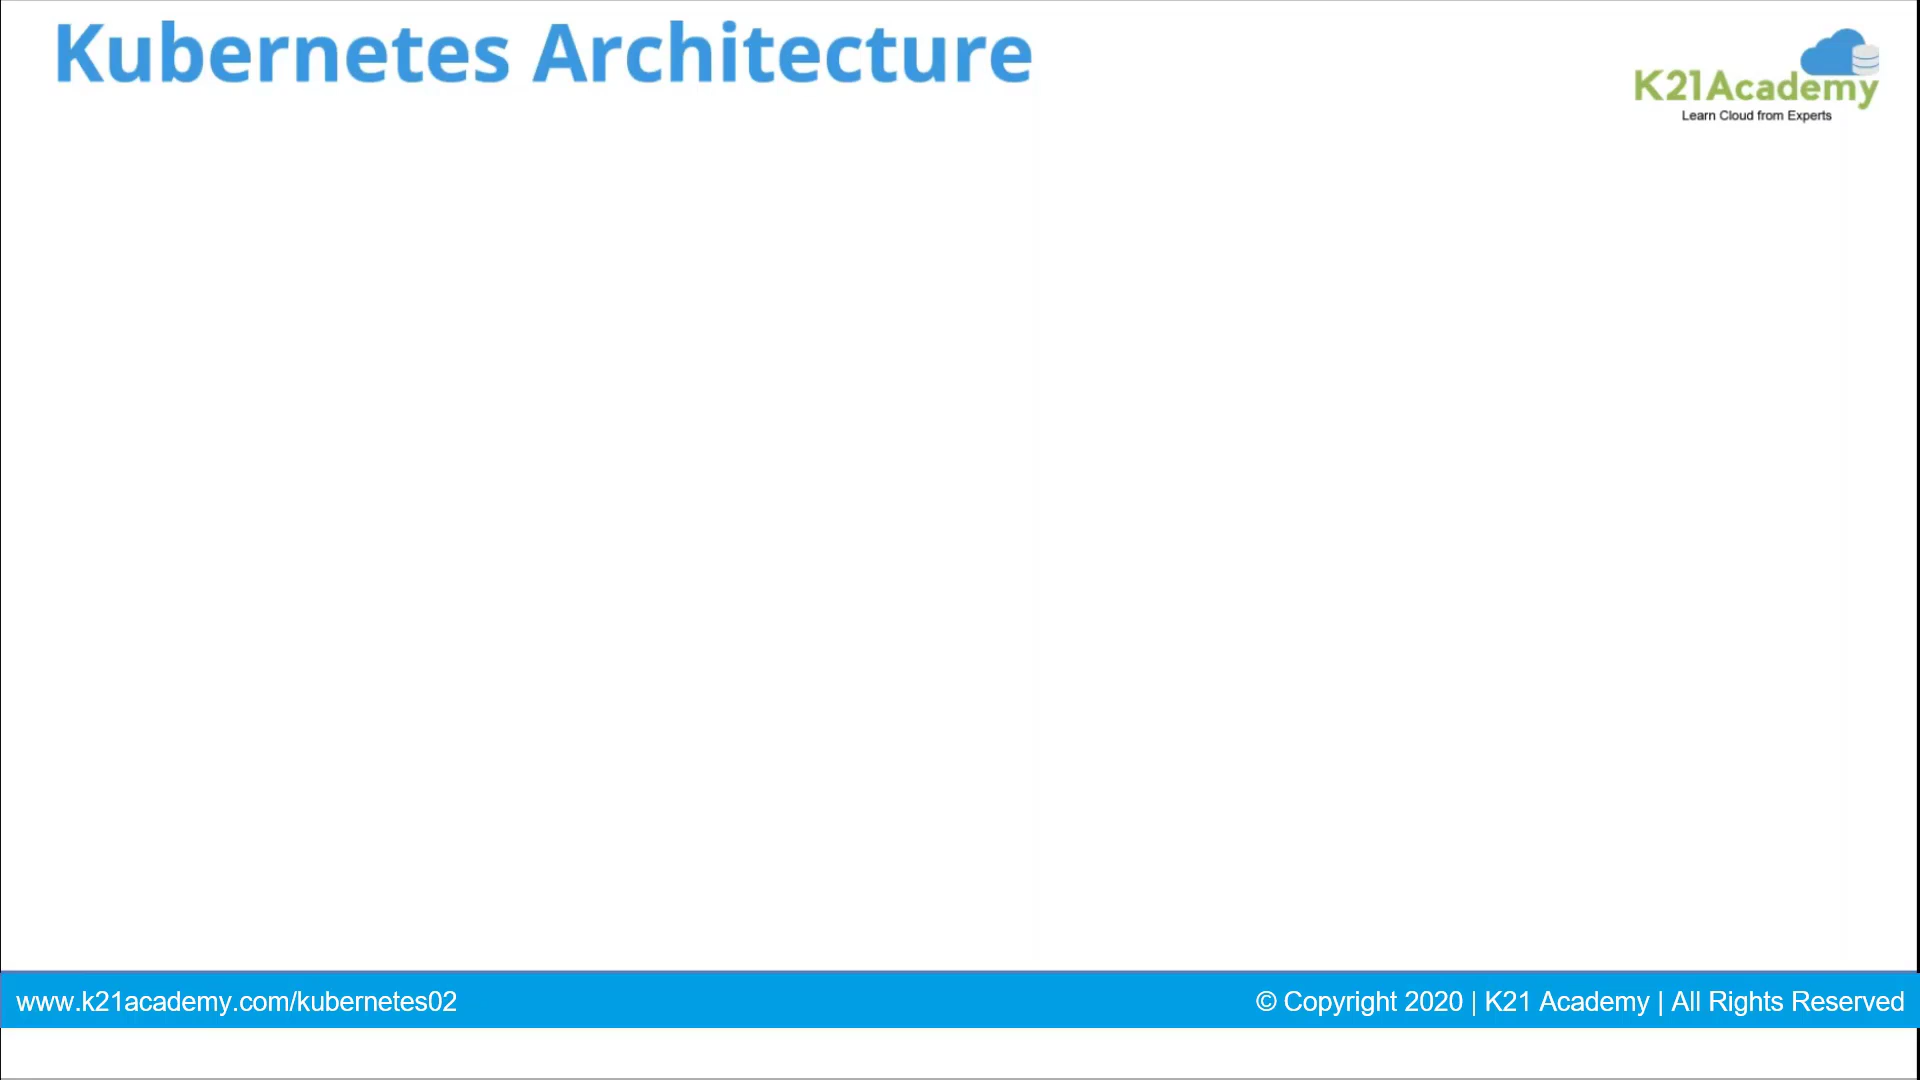 Kubernetes Architecture
K21Academy
Learn Cloud from Experts
www.k21academy.com/kubernetes02
© Copyright 2020 | K21 Academy | All Rights Reserved